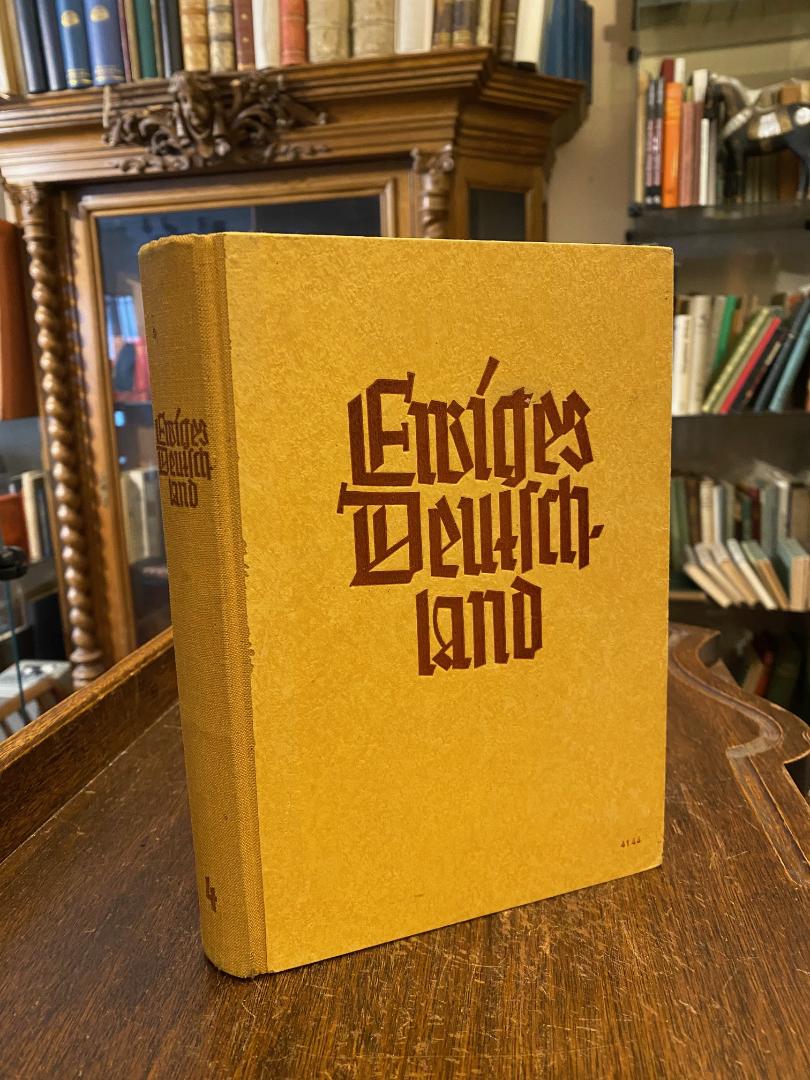 Ewiges
Deutsch-
land
4
Ewiges
Deutsch-
land
4144